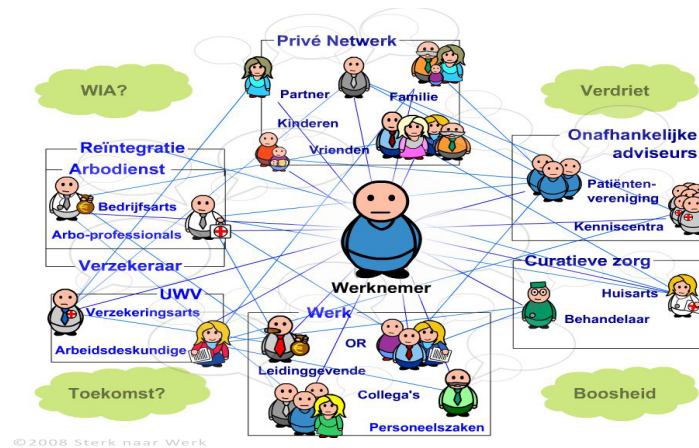 Privé Netwerk
WIA?
Partner
Familie
Verdriet
Kinderen
Vrienden
Reïntegratie
Arbodienst
Bedrijfsarts
Arbo-professionals
Verzekeraar
Onafhankelijke
adviseurs
Patiënten-
vereniging
Kenniscentra
Werknemer
UWV
Verzekeringsarts
Arbeidsdeskundige
Werk
OR
Leidinggevende
Collega's
Personeelszaken
Curatieve zorg
Huisarts
Behandelaar
Toekomst?
Boosheid
©2008 Sterk naar Werk